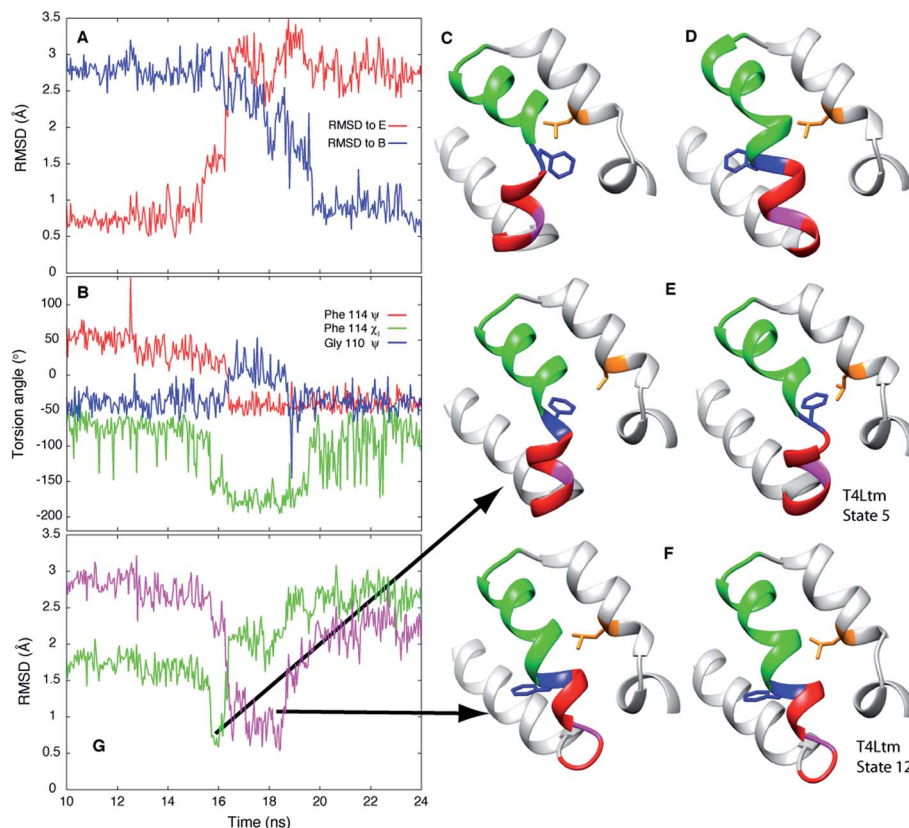 A
RMSD (Å)
3.5
3
2.5
2
1.5
1
0.5
0
RMSD to E
RMSD to B
B
Torsion angle (°)
100
50
0
-50
-100
-150
-200
Phe 114 ψ
Phe 114 χ₁
Gly 110 ψ
G
RMSD (Å)
3.5
3
2.5
2
1.5
1
0.5
0
10 12 14 16 18 20 22 24
Time (ns)
C
D
E
T4Ltm
State 5
F
T4Ltm
State 12